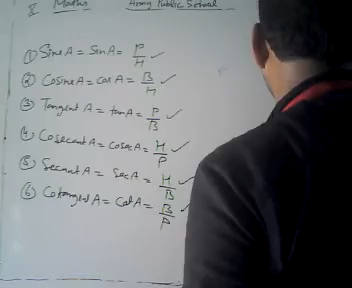 X Maths Army Public School
① Sine A = Sin A = P/H ✓
② Cosine A = cos A = B/H ✓
③ Tangent A = tan A = P/B ✓
④ Cosecant A = cosec A = H/P ✓
⑤ Secant A = Sec A = H/B ✓
⑥ Cotangent A = Cot A = B/P ✓